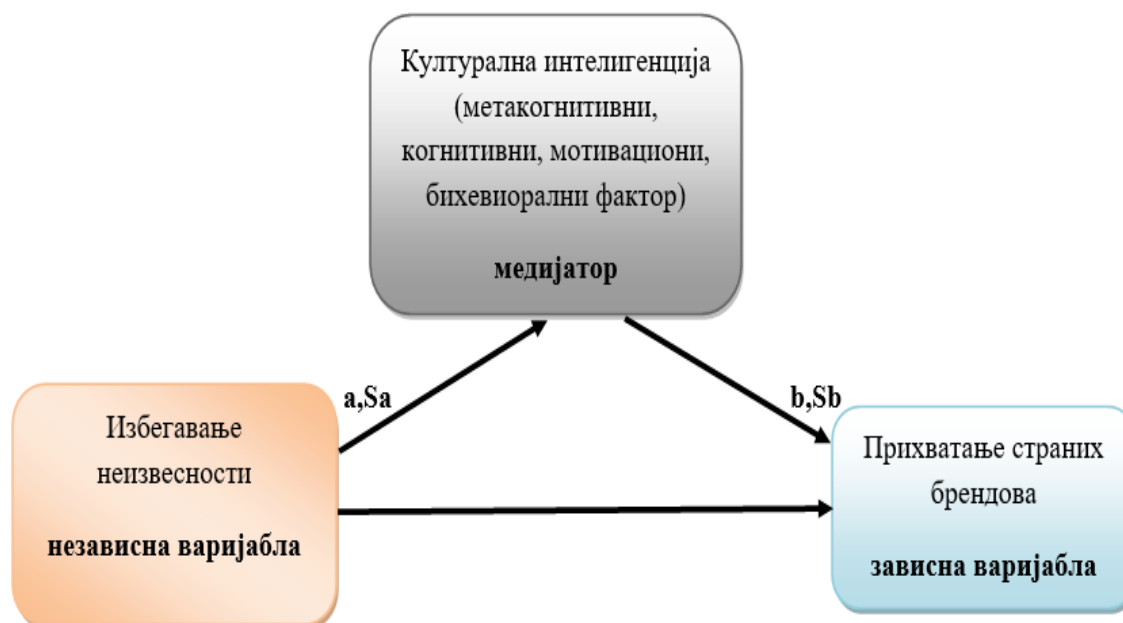 Културална интелигенција
(метакогнитивни,
когнитивни, мотивациони,
бихевиорални фактор)
медијатор
a,Sa
b,Sb
Избегавање
неизвесности
независна варијабла
Прихватање страних
брендова
зависна варијабла